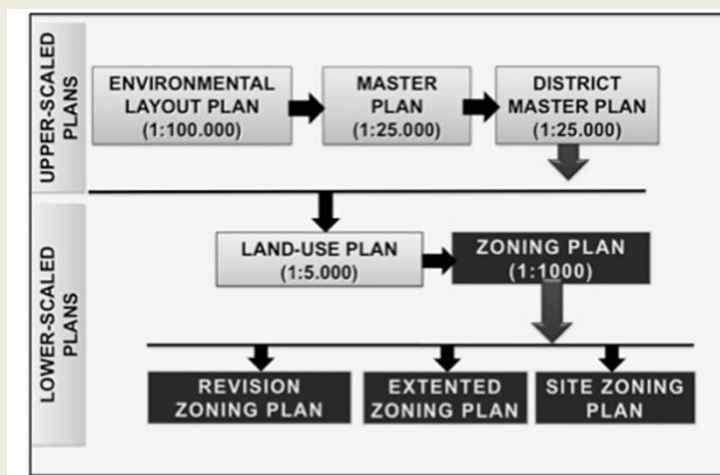 UPPER-SCALED
PLANS
ENVIRONMENTAL
LAYOUT PLAN
(1:100.000)
MASTER
PLAN
(1:25.000)
DISTRICT
MASTER PLAN
(1:25.000)
LOWER-SCALED
PLANS
LAND-USE PLAN
(1:5.000)
ZONING PLAN
(1:1000)
REVISION
ZONING PLAN
EXTENTED
ZONING PLAN
SITE ZONING
PLAN